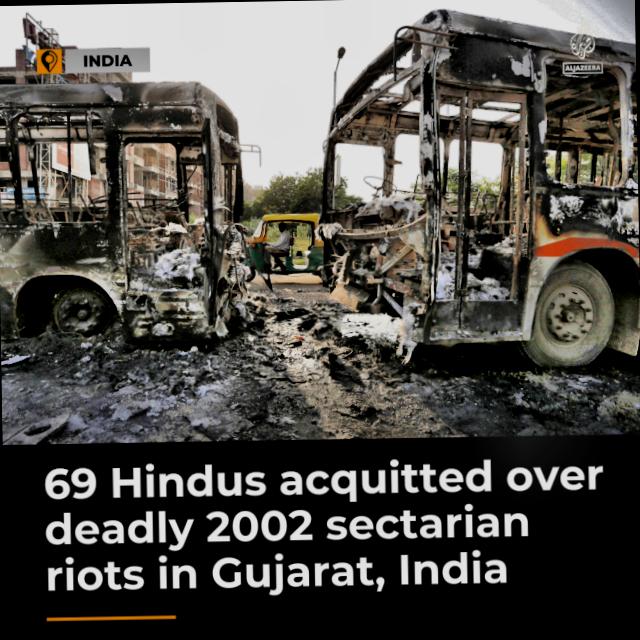 INDIA
ALJAZEERA
69 Hindus acquitted over
deadly 2002 sectarian
riots in Gujarat, India